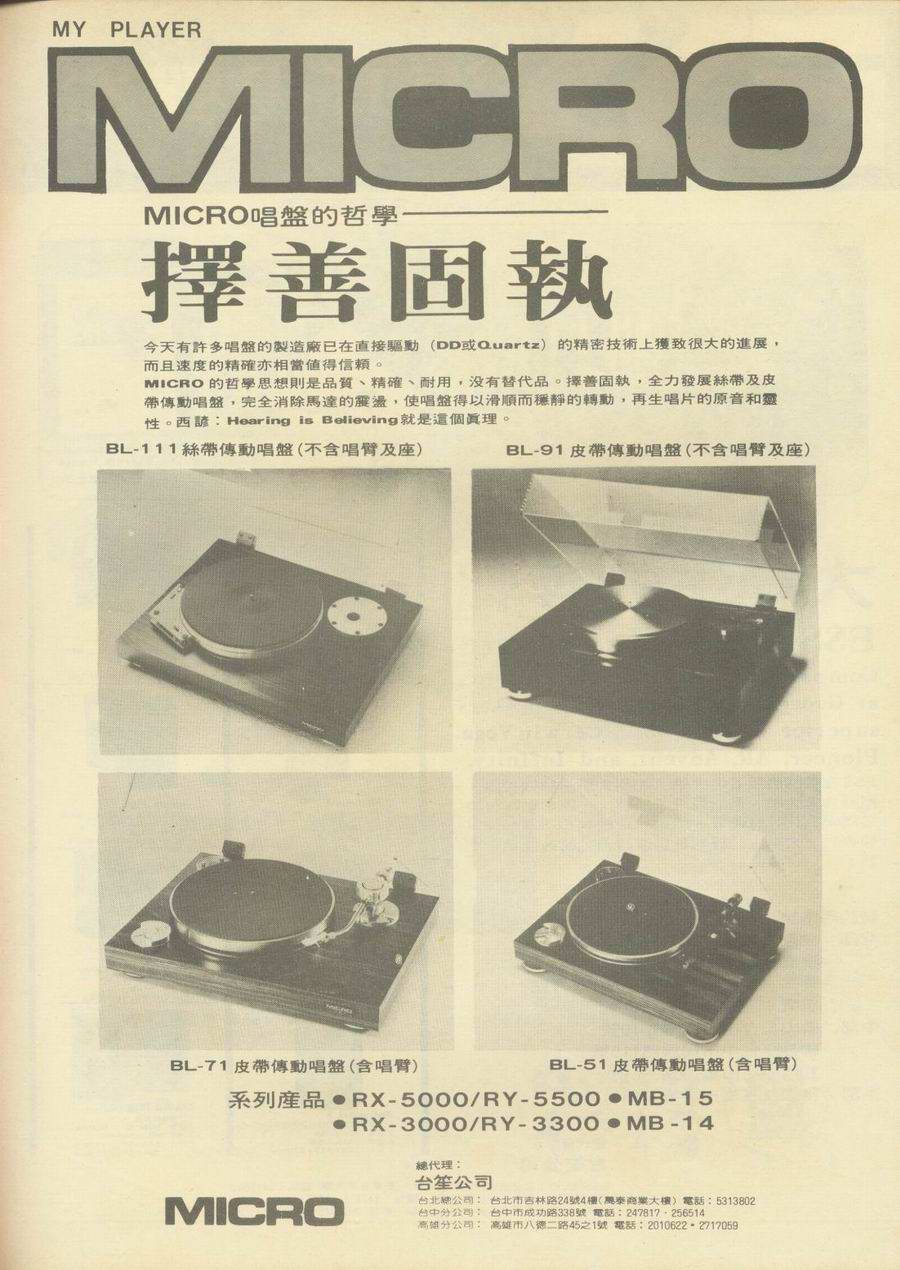 MY PLAYER
MICRO
MICRO唱盤的哲學
擇善固執
今天有許多唱盤的製造廠已在直接驅動（DD或Quartz）的精密技術上獲致很大的進展，
而且速度的精確亦相當值得信賴。
MICRO 的哲學思想則是品質、精確、耐用，没有替代品。擇善固執，全力發展絲帶及皮
帶傳動唱盤，完全消除馬達的震盪，使唱盤得以滑順而穩靜的轉動，再生唱片的原音和靈
性。西諺：Hearing is Believing就是這個眞理。
BL-111絲帶傳動唱盤(不含唱臂及座)
BL-91皮帶傳動唱盤(不含唱臂及座)
MICRO
BL-71皮帶傳動唱盤(含唱臂)
BL-51皮帶傳動唱盤(含唱臂)
系列産品●RX-5000/RY-5500●MB-15
●RX-3000/RY-3300●MB-14
總代理：
台笙公司
台北總公司：台北市吉林路24號4樓(萬泰商業大樓) 電話：5313802
台中分公司：台中市成功路338號 電話：247817·256514
高雄分公司：高雄市八德二路45之1號 電話：2010622•2717059
MICRO